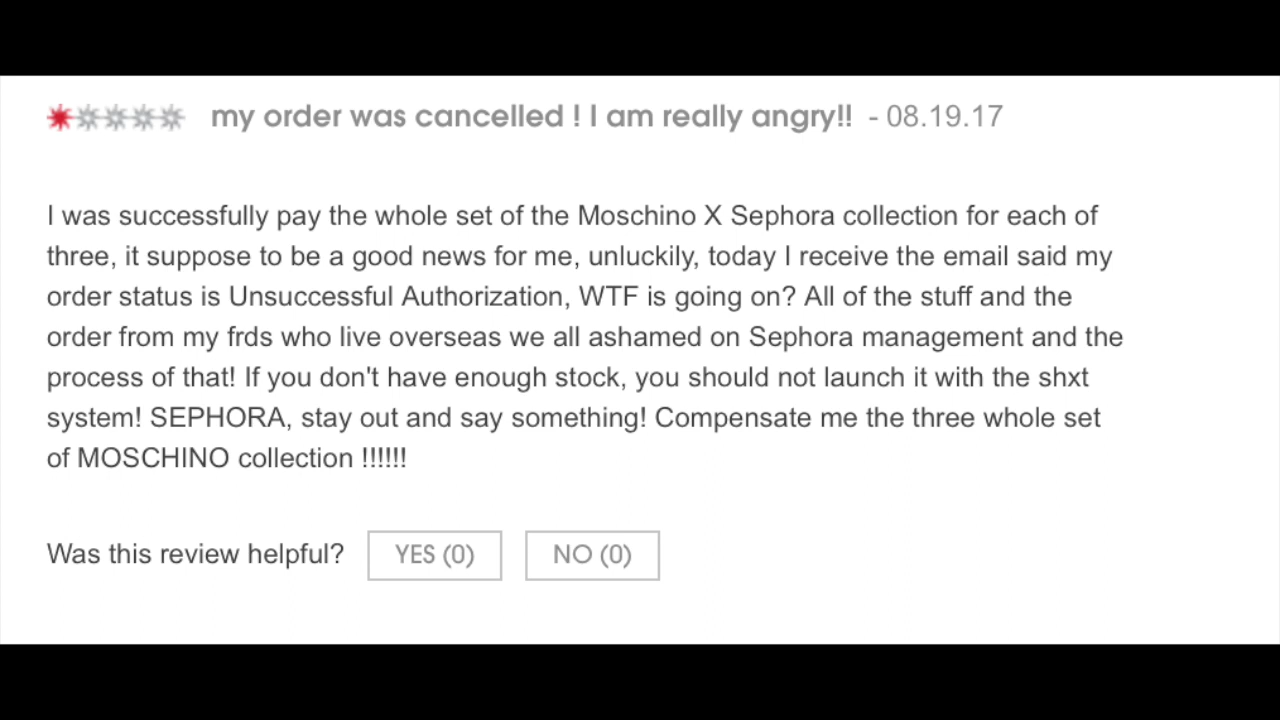 my order was cancelled ! I am really angry!! - 08.19.17
I was successfully pay the whole set of the Moschino X Sephora collection for each of
three, it suppose to be a good news for me, unluckily, today I receive the email said my
order status is Unsuccessful Authorization, WTF is going on? All of the stuff and the
order from my frds who live overseas we all ashamed on Sephora management and the
process of that! If you don't have enough stock, you should not launch it with the shxt
system! SEPHORA, stay out and say something! Compensate me the three whole set
of MOSCHINO collection !!!!!!
Was this review helpful? YES (0) NO (0)